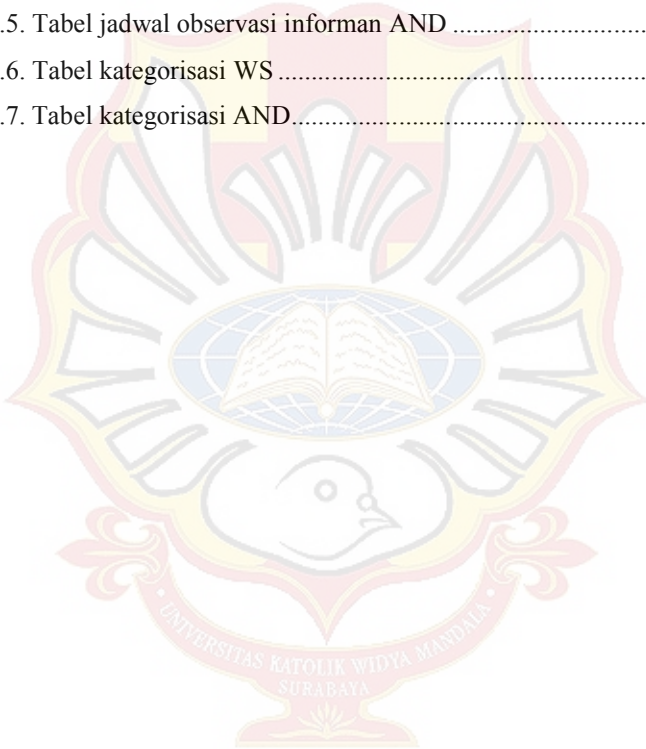 .5. Tabel jadwal observasi informan AND ............................
.6. Tabel kategorisasi WS ......................................................
.7. Tabel kategorisasi AND.....................................................
UNIVERSITAS KATOLIK WIDYA MANDALA
SURABAYA